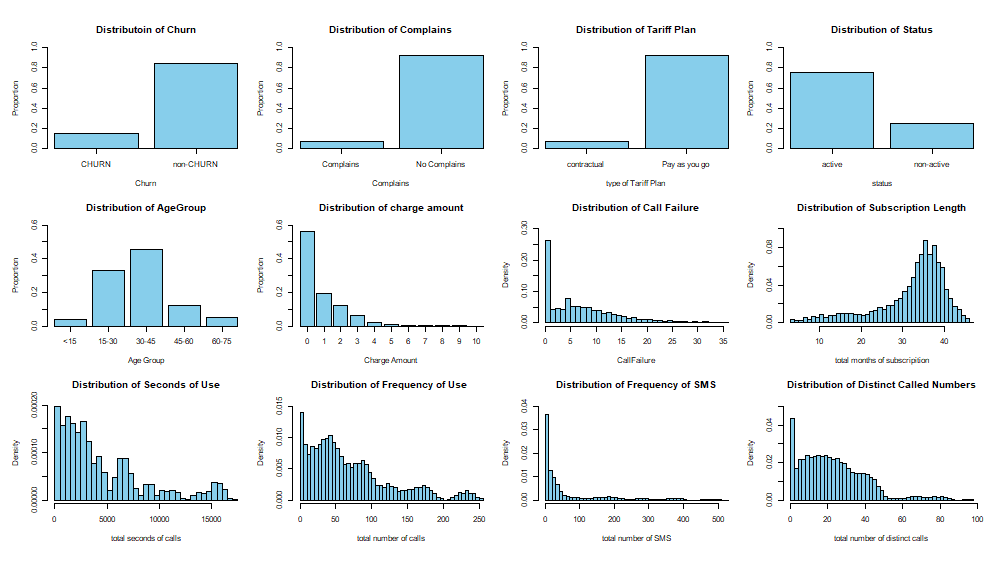 Distributoin of Churn
Proportion
0.0 0.2 0.4 0.6 0.8 1.0
CHURN non-CHURN
Churn
Distribution of Complains
Proportion
0.0 0.2 0.4 0.6 0.8 1.0
Complains No Complains
Complains
Distribution of Tariff Plan
Proportion
0.0 0.2 0.4 0.6 0.8 1.0
contractual Pay as you go
type of Tariff Plan
Distribution of Status
Proportion
0.0 0.2 0.4 0.6 0.8 1.0
active non-active
status
Distribution of AgeGroup
Proportion
0.0 0.2 0.4 0.6
<15 15-30 30-45 45-60 60-75
Age Group
Distribution of charge amount
Proportion
0.0 0.2 0.4 0.6
0 1 2 3 4 5 6 7 8 9 10
Charge Amount
Distribution of Call Failure
Density
0.00 0.10 0.20 0.30
0 5 10 15 20 25 30 35
CallFailure
Distribution of Subscription Length
Density
0.00 0.04 0.08
10 20 30 40
total months of subscripition
Distribution of Seconds of Use
Density
0.00000 0.00010 0.00020
0 5000 10000 15000
total seconds of calls
Distribution of Frequency of Use
Density
0.000 0.005 0.010 0.015
0 50 100 150 200 250
total number of calls
Distribution of Frequency of SMS
Density
0.00 0.01 0.02 0.03 0.04
0 100 200 300 400 500
total number of SMS
Distribution of Distinct Called Numbers
Density
0.00 0.02 0.04
0 20 40 60 80 100
total number of distinct calls